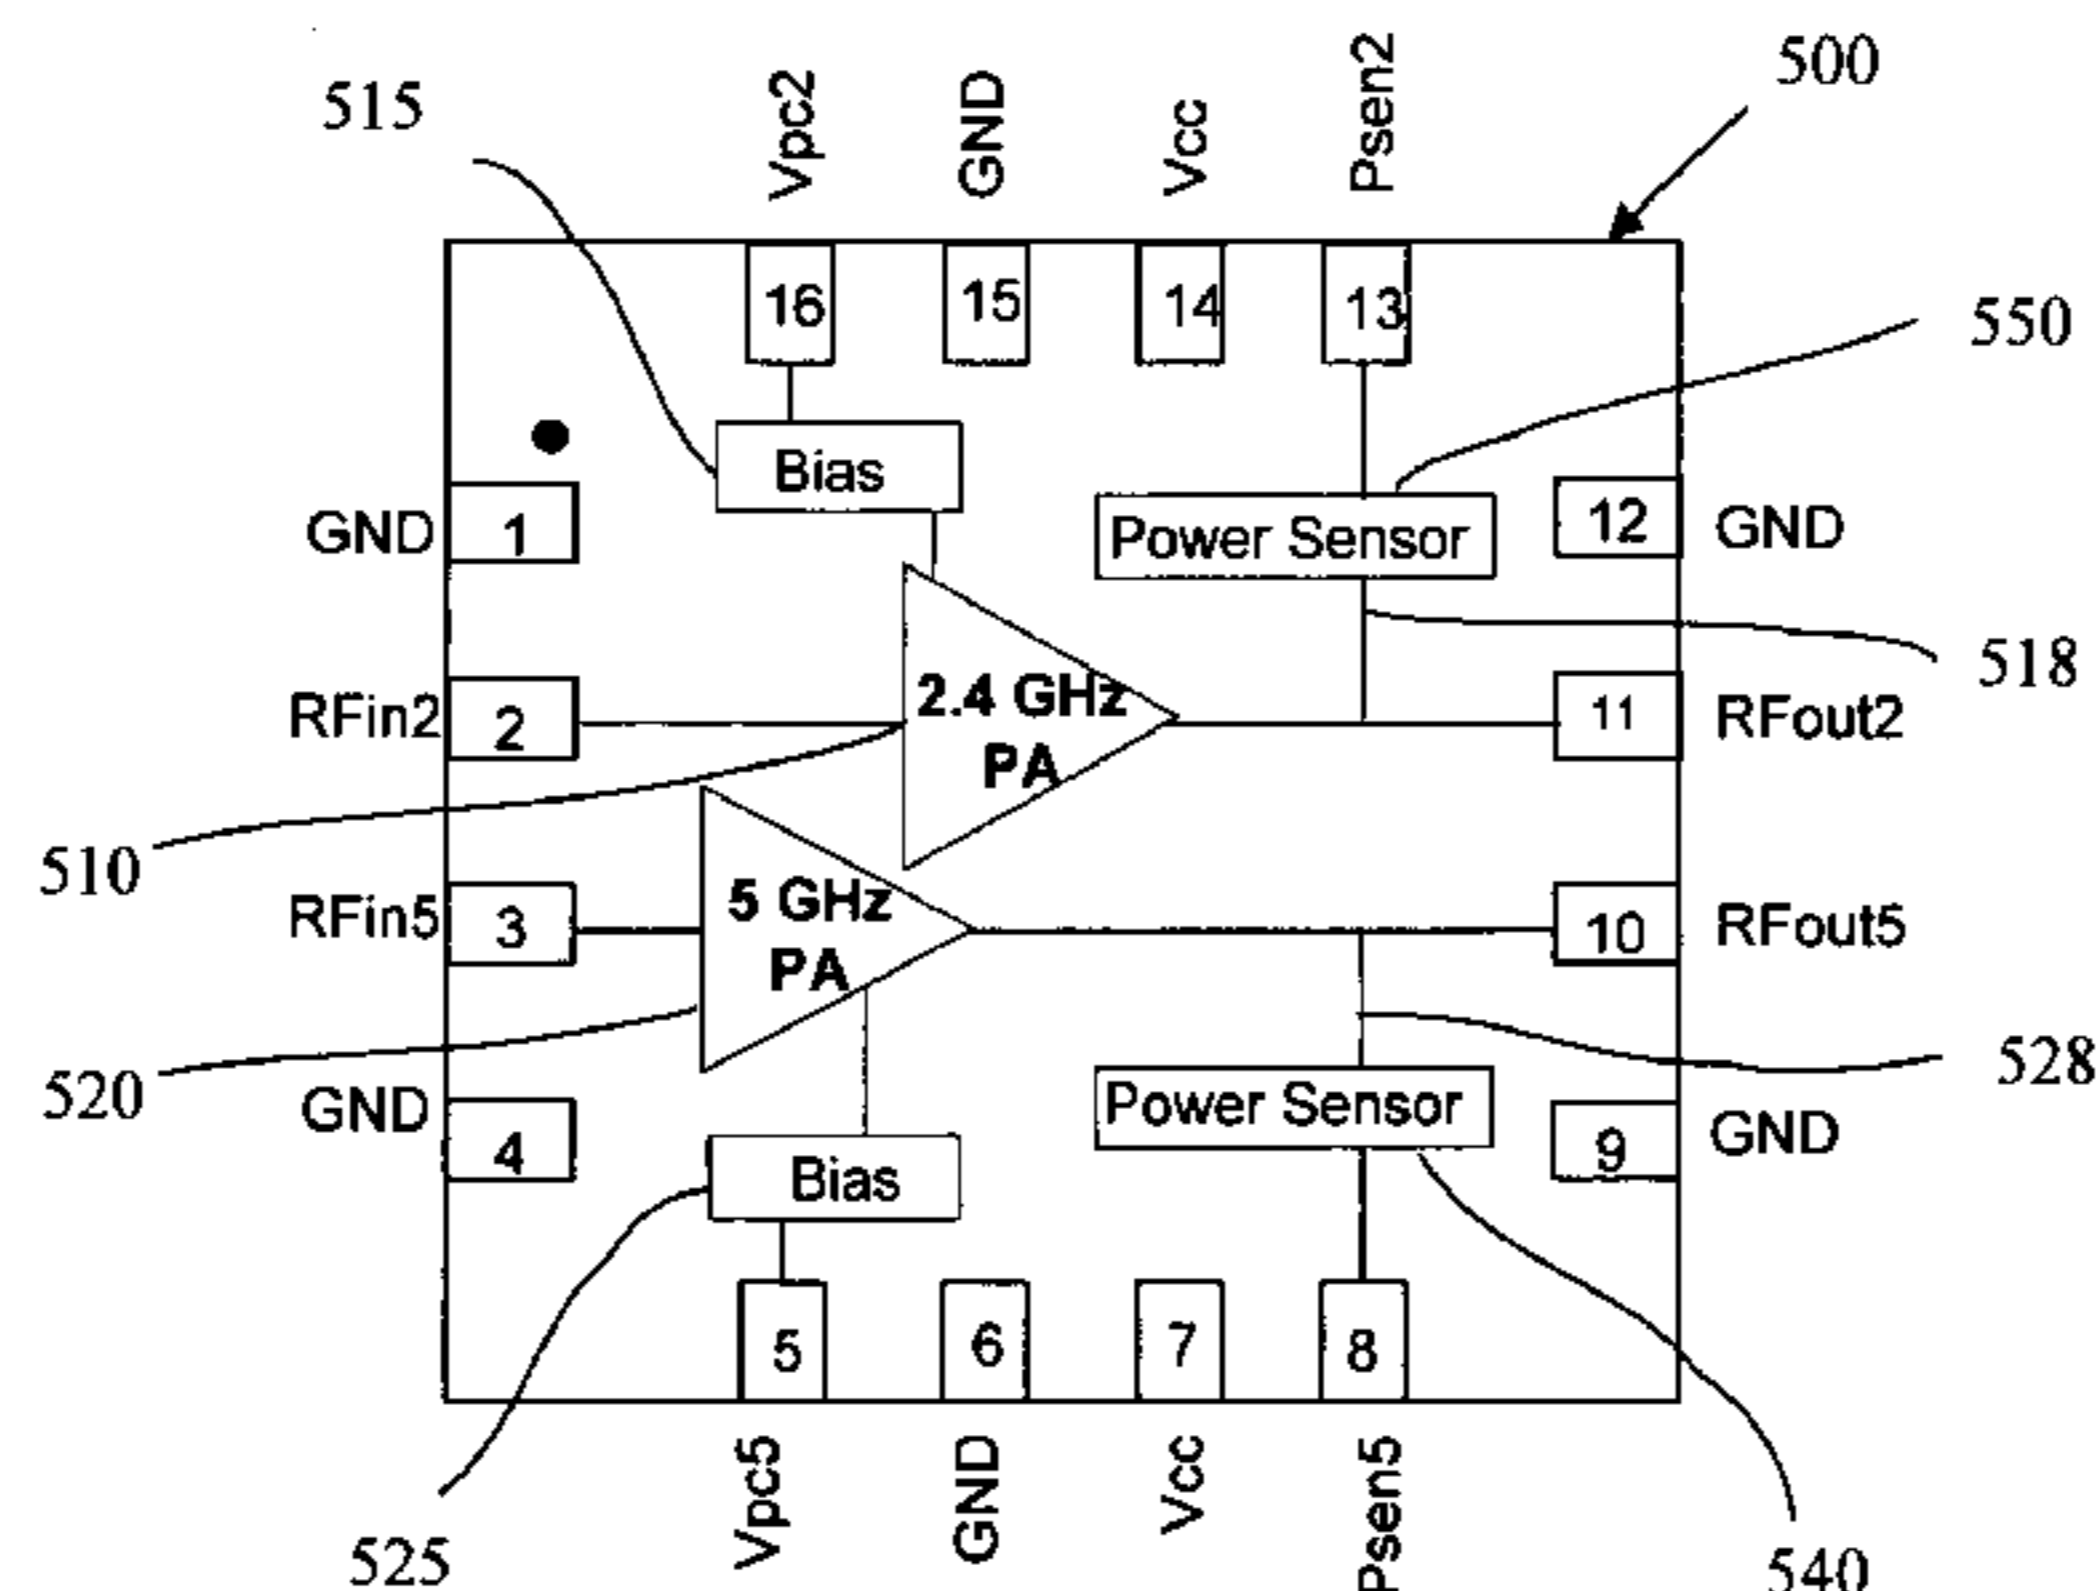 500
515
Vpc2
GND
Vcc
Psen2
16
15
14
13
550
Bias
GND
1
Power Sensor
12
GND
518
RFin2
2
2.4 GHz
PA
11
RFout2
510
RFin5
3
5 GHz
PA
10
RFout5
520
528
GND
4
Power Sensor
9
GND
Bias
5
6
7
8
Vpc5
GND
Vcc
Psen5
525
540